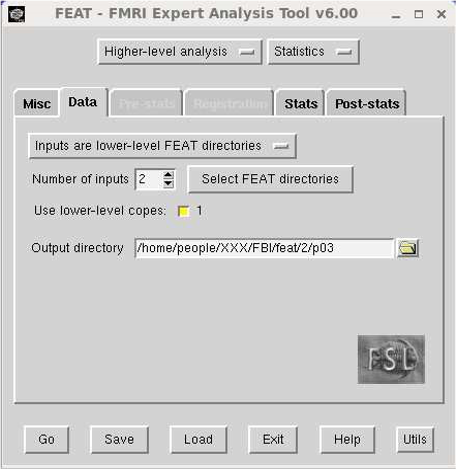 FEAT - FMRI Expert Analysis Tool v6.00
Higher-level analysis Statistics
Misc Data Pre-stats Registration Stats Post-stats
Inputs are lower-level FEAT directories
Number of inputs 2 Select FEAT directories
Use lower-level copes: 1
Output directory /home/people/XXX/FBI/feat/2/p03
FSL
Go Save Load Exit Help Utils